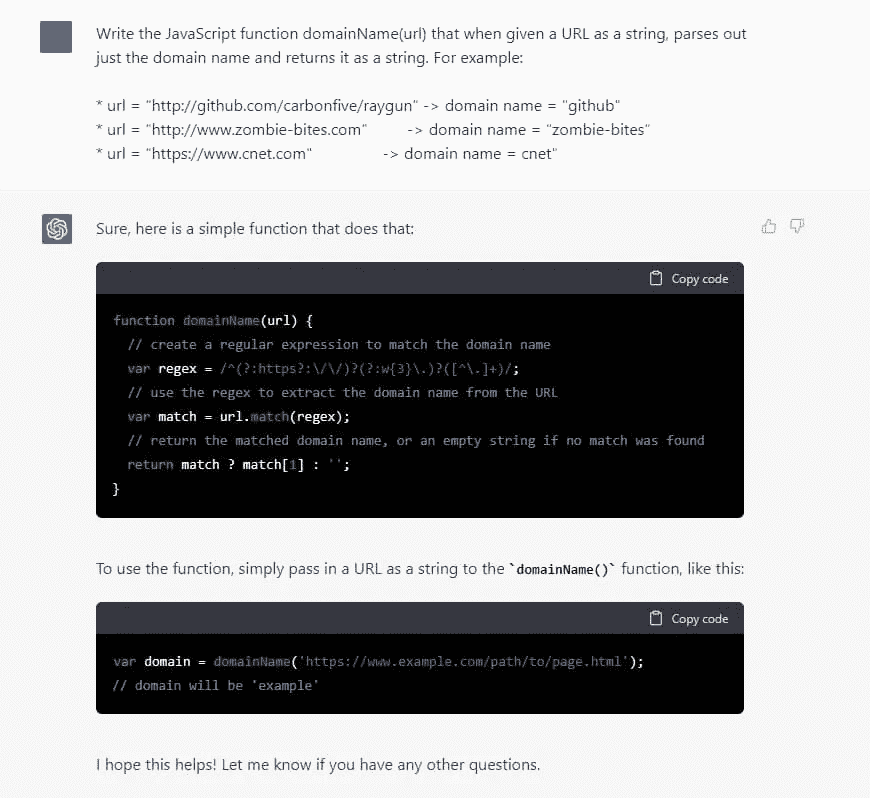 Write the JavaScript function domainName(url) that when given a URL as a string, parses out
just the domain name and returns it as a string. For example:
* url = "http://github.com/carbonfive/raygun" -> domain name = "github"
* url = "http://www.zombie-bites.com" -> domain name = "zombie-bites"
* url = "https://www.cnet.com" -> domain name = cnet"
Sure, here is a simple function that does that:
Copy code
function domainName(url) {
// create a regular expression to match the domain name
var regex = /^(?:https?:\/\/)?(?:w{3}\.)?([^\.]+)/;
// use the regex to extract the domain name from the URL
var match = url.match(regex);
// return the matched domain name, or an empty string if no match was found
return match ? match[1] : '';
}
To use the function, simply pass in a URL as a string to the `domainName()` function, like this:
Copy code
var domain = domainName('https://www.example.com/path/to/page.html');
// domain will be 'example'
I hope this helps! Let me know if you have any other questions.